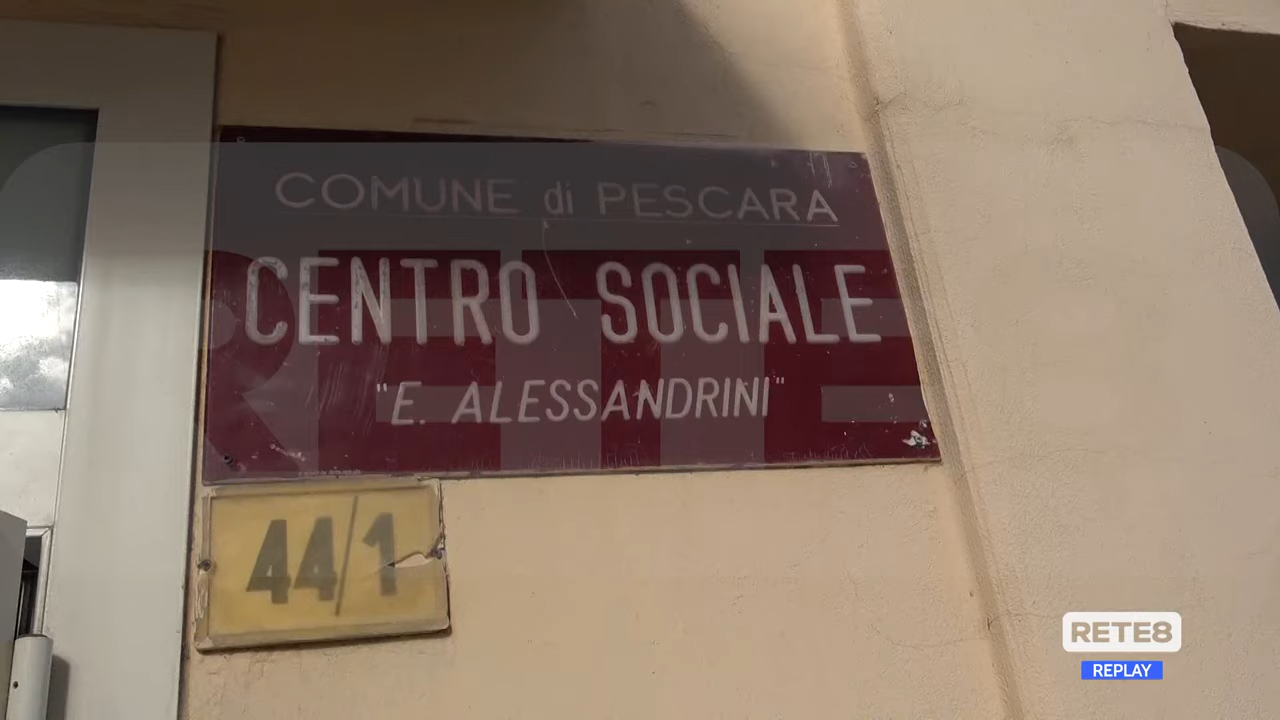 COMUNE di PESCARA
CENTRO SOCIALE
"E. ALESSANDRINI"
44/1
RETE8
REPLAY